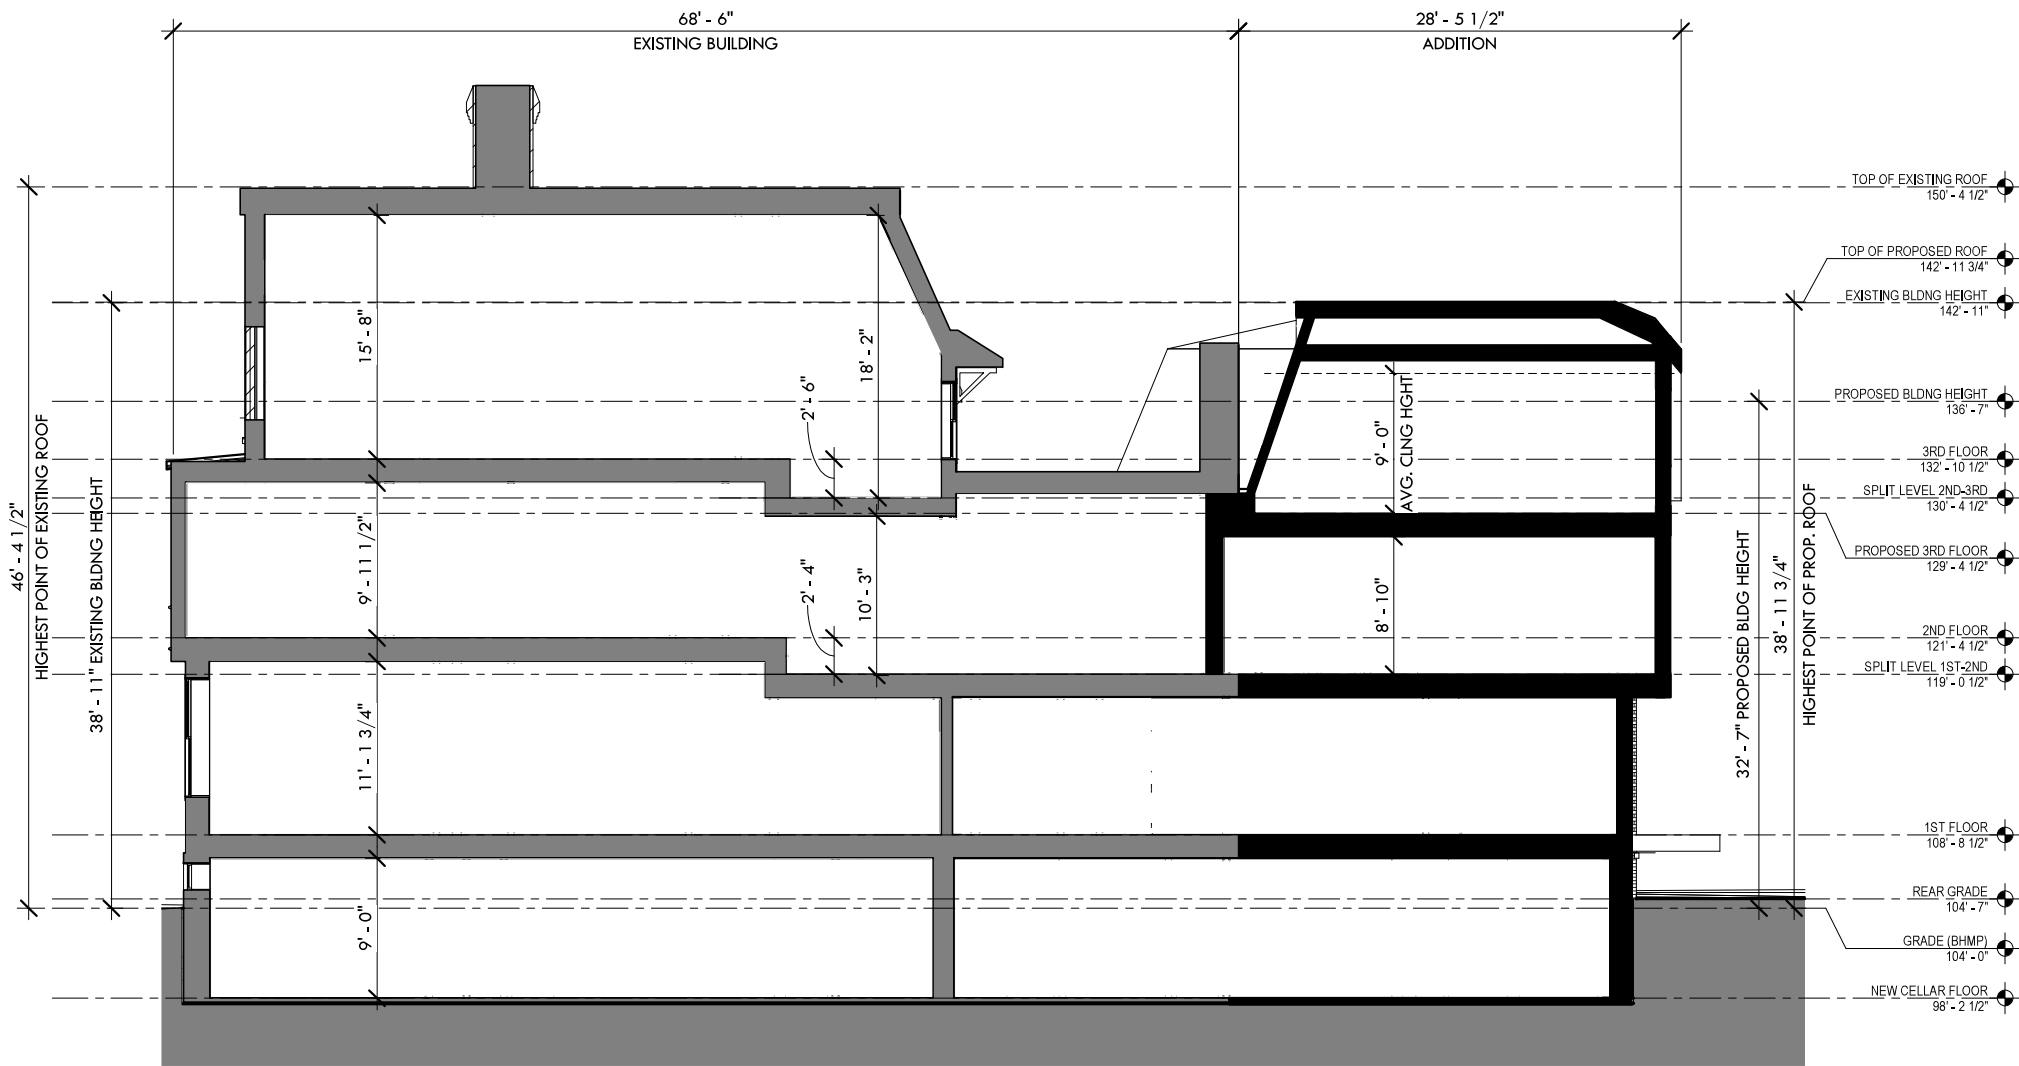 68' - 6"
EXISTING BUILDING
28' - 5 1/2"
ADDITION
46' - 4 1/2"
HIGHEST POINT OF EXISTING ROOF
38' - 11" EXISTING BLDNG HEIGHT
15' - 8"
18' - 2"
2' - 6"
9' - 11 1/2"
2' - 4"
10' - 3"
11' - 1 3/4"
9' - 0"
9' - 0"
AVG. CLNG HGHT
8' - 10"
32' - 7" PROPOSED BLDG HEIGHT
38' - 11 3/4"
HIGHEST POINT OF PROP. ROOF
TOP OF EXISTING ROOF
150' - 4 1/2"
TOP OF PROPOSED ROOF
142' - 11 3/4"
EXISTING BLDNG HEIGHT
142' - 11"
PROPOSED BLDNG HEIGHT
136' - 7"
3RD FLOOR
132' - 10 1/2"
SPLIT LEVEL 2ND-3RD
130' - 4 1/2"
PROPOSED 3RD FLOOR
129' - 4 1/2"
2ND FLOOR
121' - 4 1/2"
SPLIT LEVEL 1ST-2ND
119' - 0 1/2"
1ST FLOOR
108' - 8 1/2"
REAR GRADE
104' - 7"
GRADE (BHMP)
104' - 0"
NEW CELLAR FLOOR
98' - 2 1/2"